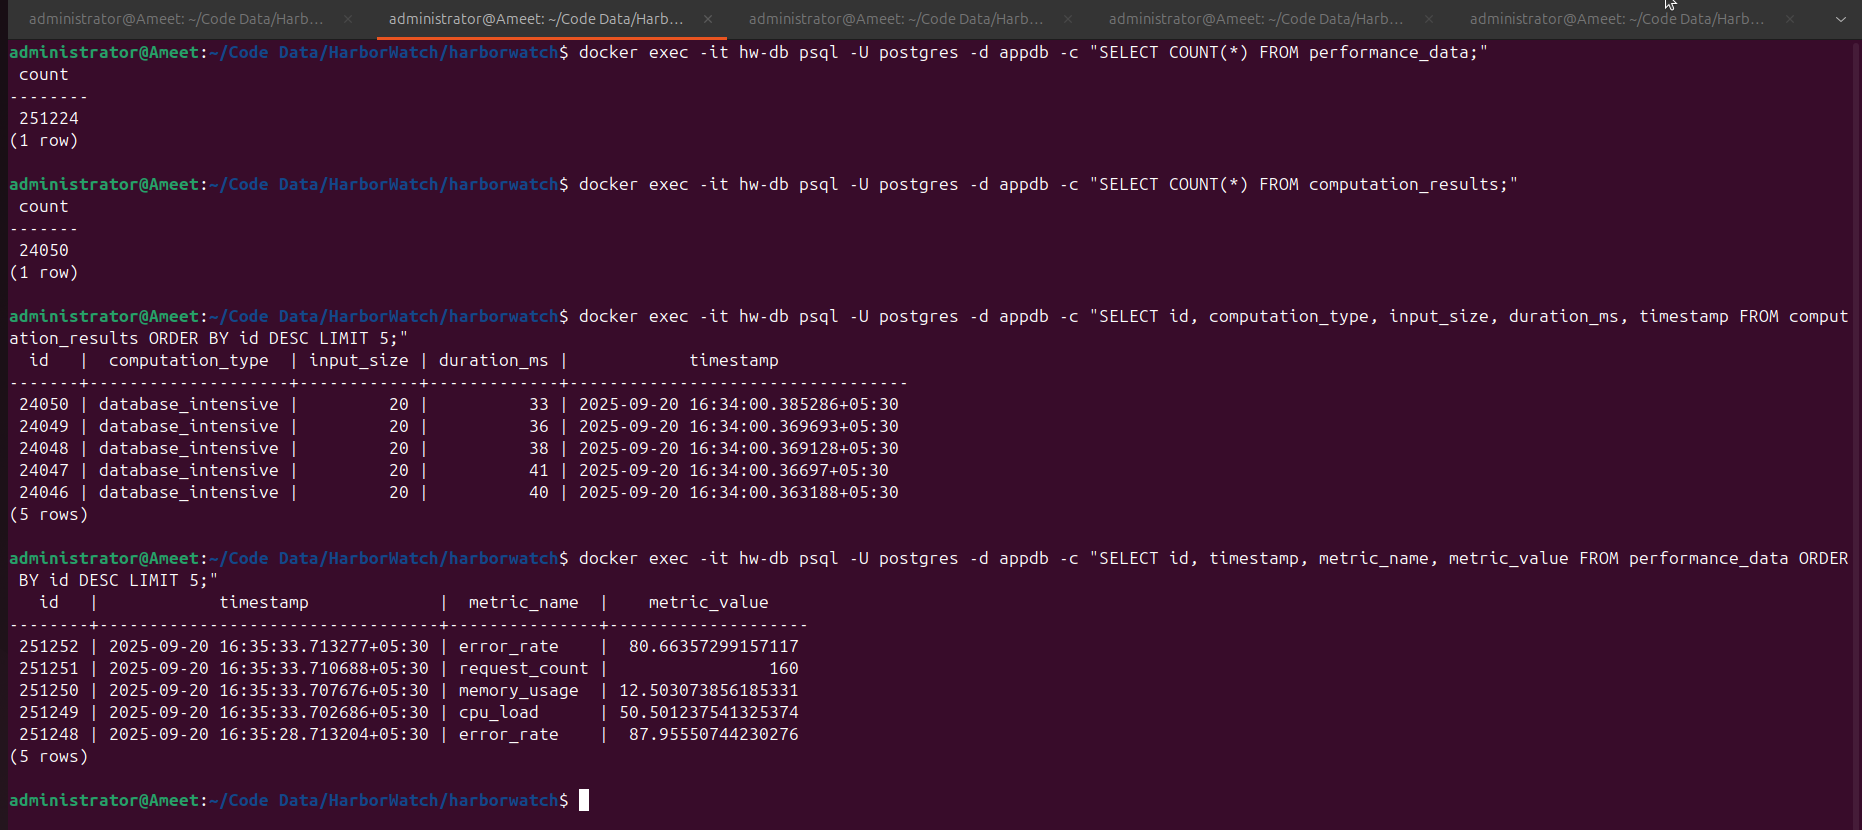 administrator@Ameet: ~/Code Data/Harb... × administrator@Ameet: ~/Code Data/Harbo... × administrator@Ameet: ~/Code Data/Harb... × administrator@Ameet: ~/Code Data/Harb... × administrator@Ameet: ~/Code Data/Harb... ×
administrator@Ameet:~/Code Data/HarborWatch/harborwatch$ docker exec -it hw-db psql -U postgres -d appdb -c "SELECT COUNT(*) FROM performance_data;"
 count
--------
 251224
(1 row)

administrator@Ameet:~/Code Data/HarborWatch/harborwatch$ docker exec -it hw-db psql -U postgres -d appdb -c "SELECT COUNT(*) FROM computation_results;"
 count
-------
 24050
(1 row)

administrator@Ameet:~/Code Data/HarborWatch/harborwatch$ docker exec -it hw-db psql -U postgres -d appdb -c "SELECT id, computation_type, input_size, duration_ms, timestamp FROM comput
ation_results ORDER BY id DESC LIMIT 5;"
  id   |  computation_type  | input_size | duration_ms |            timestamp
-------+--------------------+------------+-------------+----------------------------------
 24050 | database_intensive |         20 |          33 | 2025-09-20 16:34:00.385286+05:30
 24049 | database_intensive |         20 |          36 | 2025-09-20 16:34:00.369693+05:30
 24048 | database_intensive |         20 |          38 | 2025-09-20 16:34:00.369128+05:30
 24047 | database_intensive |         20 |          41 | 2025-09-20 16:34:00.36697+05:30
 24046 | database_intensive |         20 |          40 | 2025-09-20 16:34:00.363188+05:30
(5 rows)

administrator@Ameet:~/Code Data/HarborWatch/harborwatch$ docker exec -it hw-db psql -U postgres -d appdb -c "SELECT id, timestamp, metric_name, metric_value FROM performance_data ORDER
 BY id DESC LIMIT 5;"
   id   |            timestamp             |  metric_name  |    metric_value
--------+----------------------------------+---------------+--------------------
 251252 | 2025-09-20 16:35:33.713277+05:30 | error_rate    |  80.66357299157117
 251251 | 2025-09-20 16:35:33.710688+05:30 | request_count |                160
 251250 | 2025-09-20 16:35:33.707676+05:30 | memory_usage  | 12.503073856185331
 251249 | 2025-09-20 16:35:33.702686+05:30 | cpu_load      | 50.501237541325374
 251248 | 2025-09-20 16:35:28.713204+05:30 | error_rate    |  87.95550744230276
(5 rows)

administrator@Ameet:~/Code Data/HarborWatch/harborwatch$